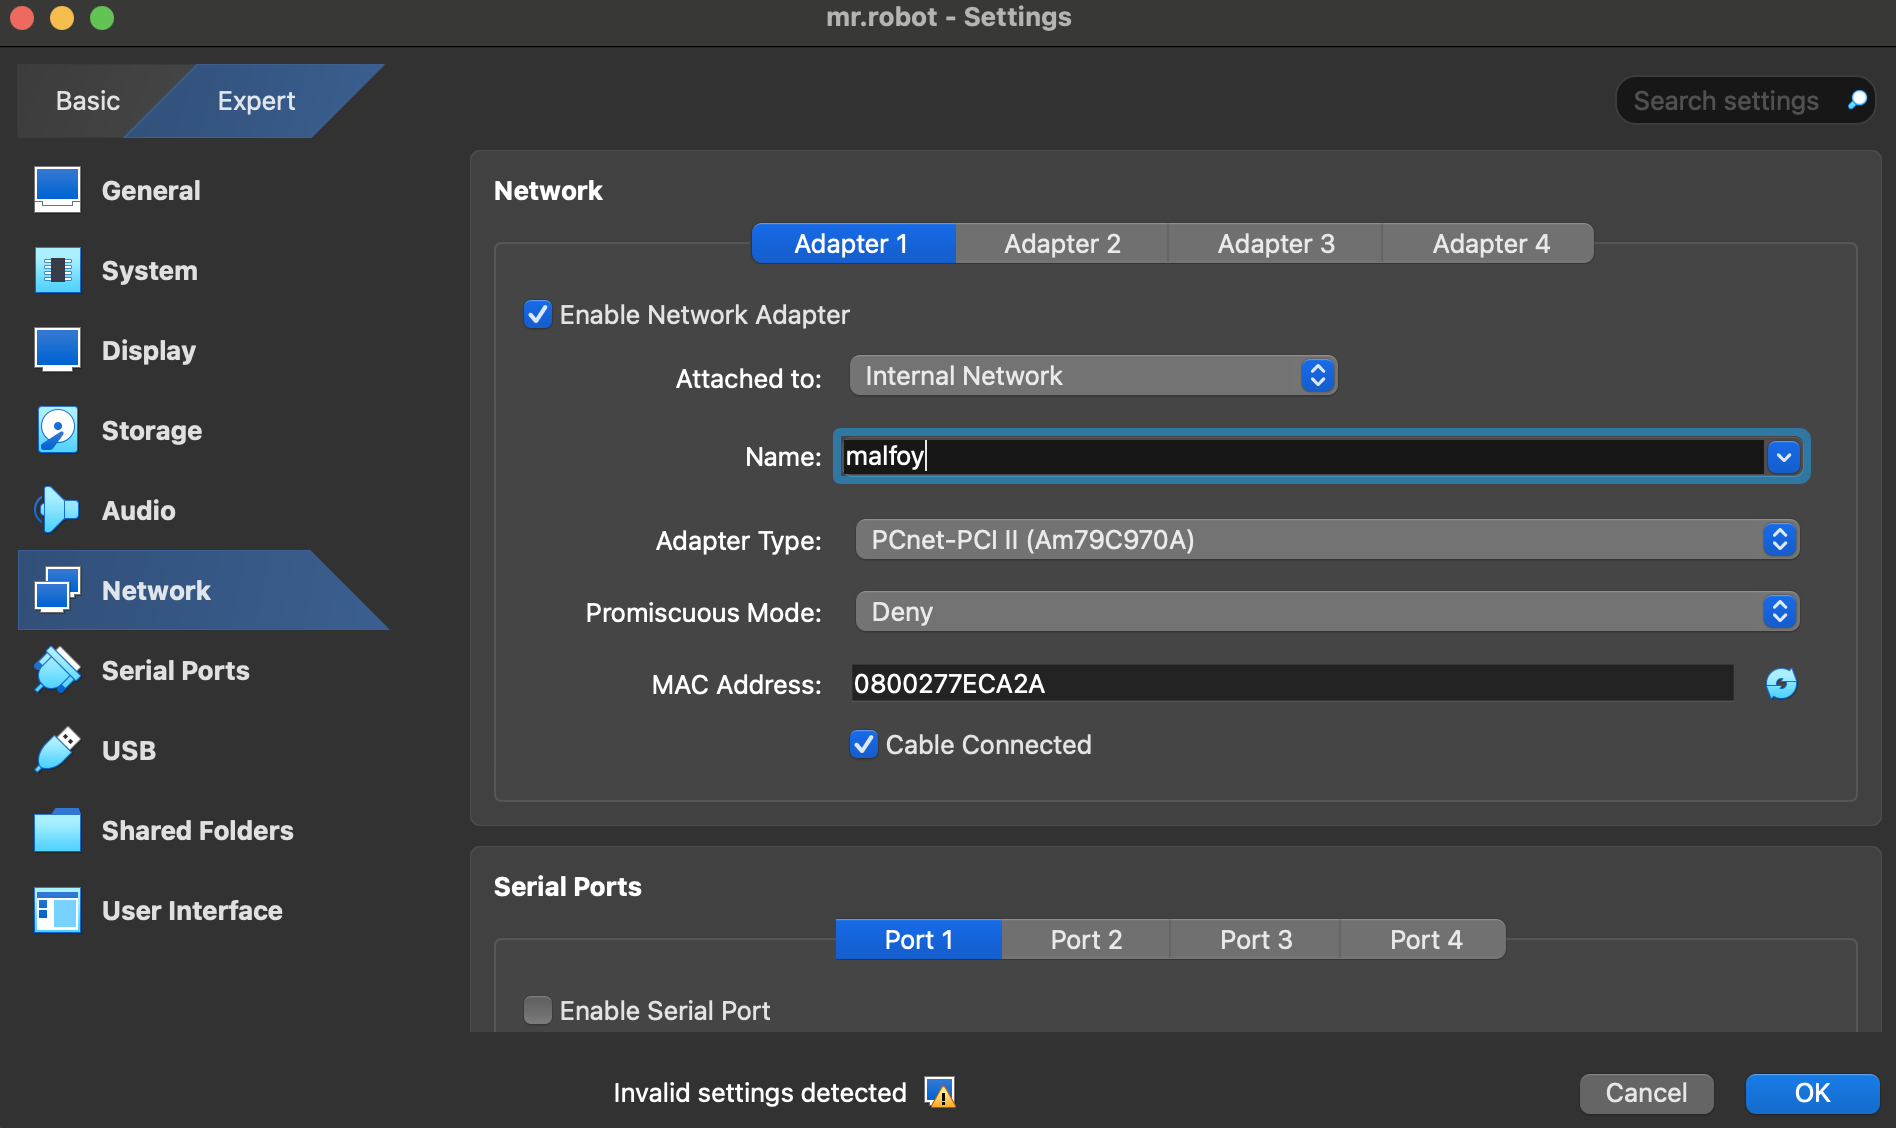 mr.robot - Settings
Basic
Expert
Search settings
General
System
Display
Storage
Audio
Network
Serial Ports
USB
Shared Folders
User Interface
Network
Adapter 1
Adapter 2
Adapter 3
Adapter 4
Enable Network Adapter
Attached to: Internal Network
Name: malfoy
Adapter Type: PCnet-PCI II (Am79C970A)
Promiscuous Mode: Deny
MAC Address: 0800277ECA2A
Cable Connected
Serial Ports
Port 1
Port 2
Port 3
Port 4
Enable Serial Port
Invalid settings detected
Cancel
OK